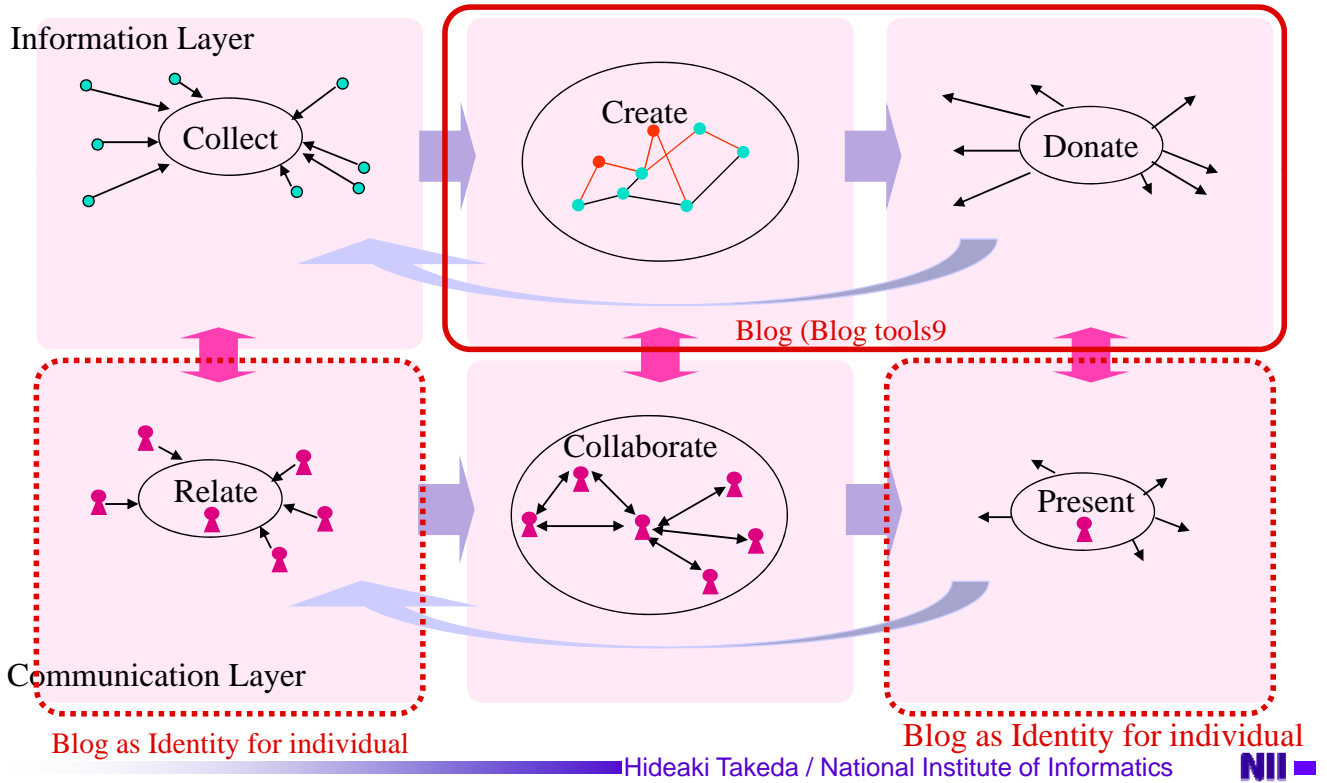 Information Layer
Collect
Create
Donate
Blog (Blog tools9
Relate
Collaborate
Present
Communication Layer
Blog as Identity for individual
Blog as Identity for individual
Hideaki Takeda / National Institute of Informatics
NII